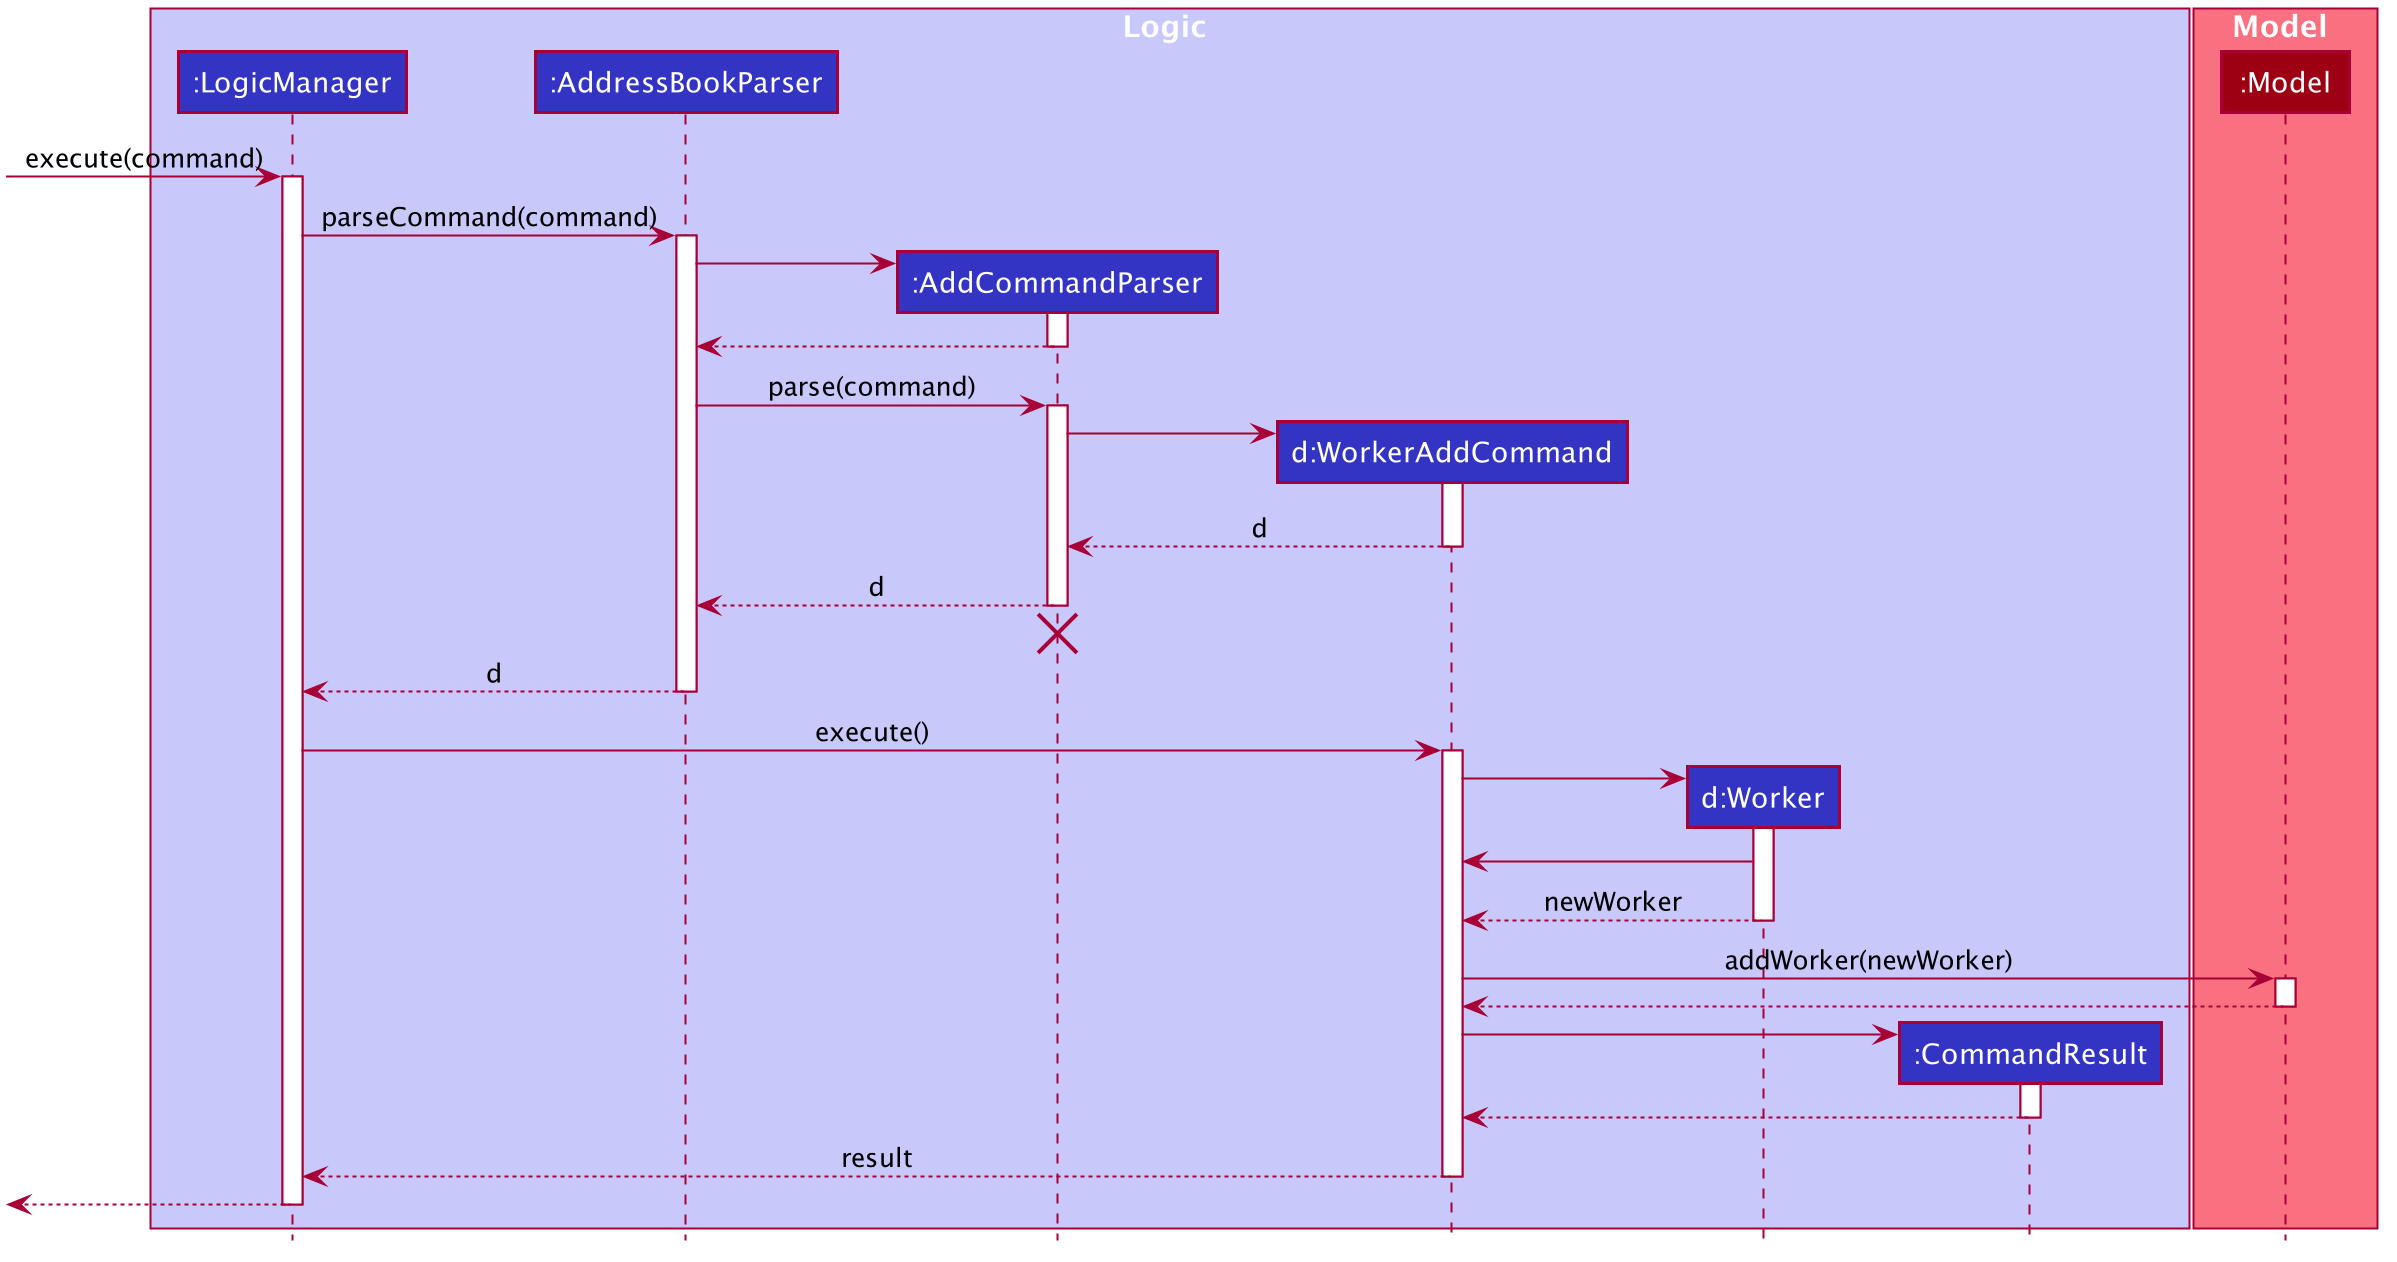 Logic
Model
:LogicManager
:AddressBookParser
:Model
execute(command)
parseCommand(command)
:AddCommandParser
parse(command)
d:WorkerAddCommand
d
d
d
execute()
d:Worker
newWorker
addWorker(newWorker)
:CommandResult
result